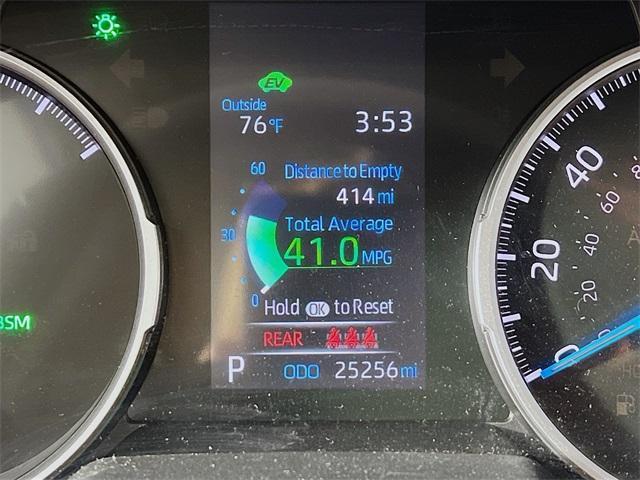 EV
Outside
76°F 3:53
60
Distance to Empty
414 mi
Total Average
30
41.0 MPG
0
Hold OK to Reset
REAR
P ODO 25256 mi
BSM
40
60
20
40
20
0